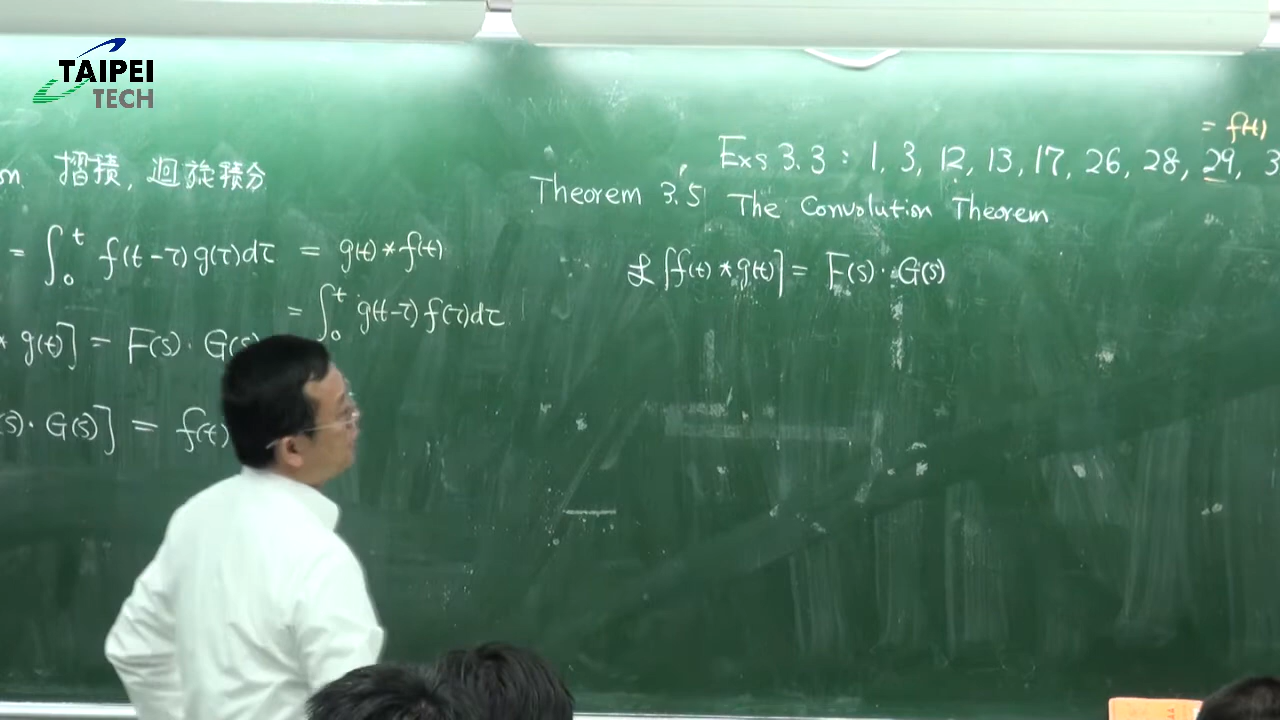 TAIPEI
TECH
on 摺積, 迴旋積分
= ∫₀ᵗ f(t-τ) g(τ)dτ = g(t) * f(t)
= ∫₀ᵗ g(t-τ) f(τ)dτ
* g(t)] = F(s) · G(s)
(s) · G(s)] = f(t)
= f(t)
Exs 3.3 : 1, 3, 12, 13, 17, 26, 28, 29, 3
Theorem 3.5 The Convolution Theorem
ℒ[f(t) * g(t)] = F(s) · G(s)